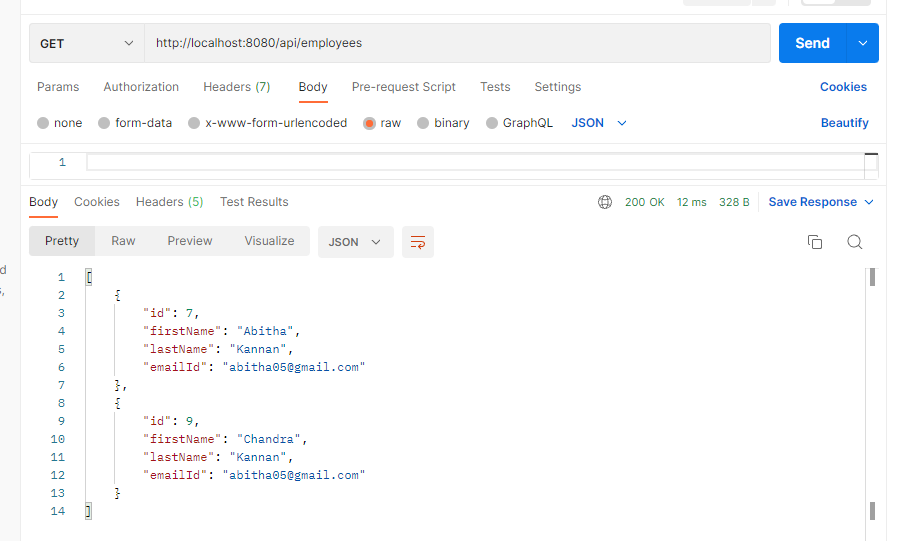 GET http://localhost:8080/api/employees Send
Params Authorization Headers (7) Body Pre-request Script Tests Settings Cookies
none form-data x-www-form-urlencoded raw binary GraphQL JSON Beautify
1
Body Cookies Headers (5) Test Results 200 OK 12 ms 328 B Save Response
Pretty Raw Preview Visualize JSON
1 [
2 {
3 "id": 7,
4 "firstName": "Abitha",
5 "lastName": "Kannan",
6 "emailId": "abitha05@gmail.com"
7 },
8 {
9 "id": 9,
10 "firstName": "Chandra",
11 "lastName": "Kannan",
12 "emailId": "abitha05@gmail.com"
13 }
14 ]